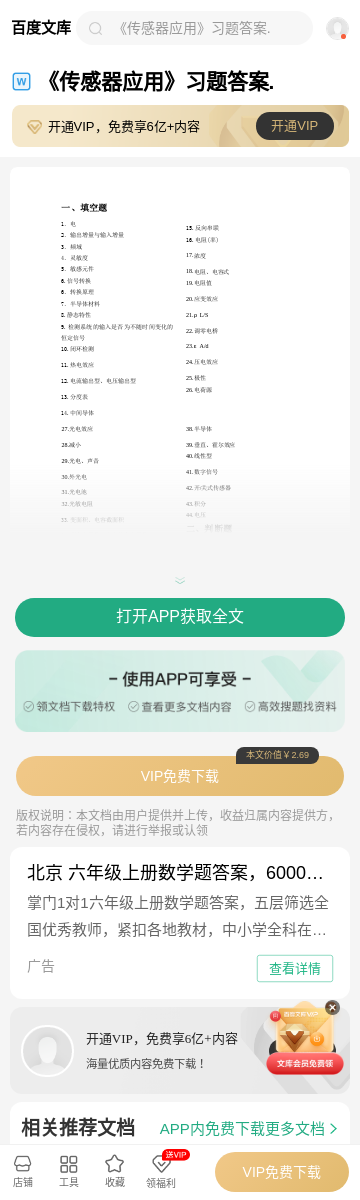 百度文库
《传感器应用》习题答案.
《传感器应用》习题答案.
开通VIP，免费享6亿+内容
开通VIP
一、填空题
1、电
2、输出增量与输入增量
3、频域
4、灵敏度
5、敏感元件
6. 信号转换
6、转换原理
7、半导体材料
8. 静态特性
9. 检测系统的输入是否为不随时间变化的
恒定信号
10. 闭环检测
11. 热电效应
12. 电流输出型、电压输出型
13. 分度表
14. 中间导体
15. 反向串联
16. 电阻(率)
17. 浓度
18. 电阻、电容式
19. 电阻值
20. 应变效应
21. ρ L/S
22. 调零电桥
23. ε A/d
24. 压电效应
25. 极性
26. 电荷源
27. 光电效应
28. 减小
29. 光电、声音
30. 外光电
31. 光电池
32. 光敏电阻
38. 半导体
39. 垂直、霍尔效应
40. 线性型
41. 数字信号
42. 开/关式传感器
43. 积分
44. 电压
二、判断题
打开APP获取全文
- 使用APP可享受 -
领文档下载特权
查看更多文档内容
高效搜题找资料
本文价值￥2.69
VIP免费下载
版权说明：本文档由用户提供并上传，收益归属内容提供方，
若内容存在侵权，请进行举报或认领
北京 六年级上册数学题答案，6000…
掌门1对1六年级上册数学题答案，五层筛选全
国优秀教师，紧扣各地教材，中小学全科在…
广告
查看详情
开通VIP，免费享6亿+内容
海量优质内容免费下载！
文库会员免费领
相关推荐文档
APP内免费下载更多文档
店铺
工具
收藏
送VIP
领福利
VIP免费下载